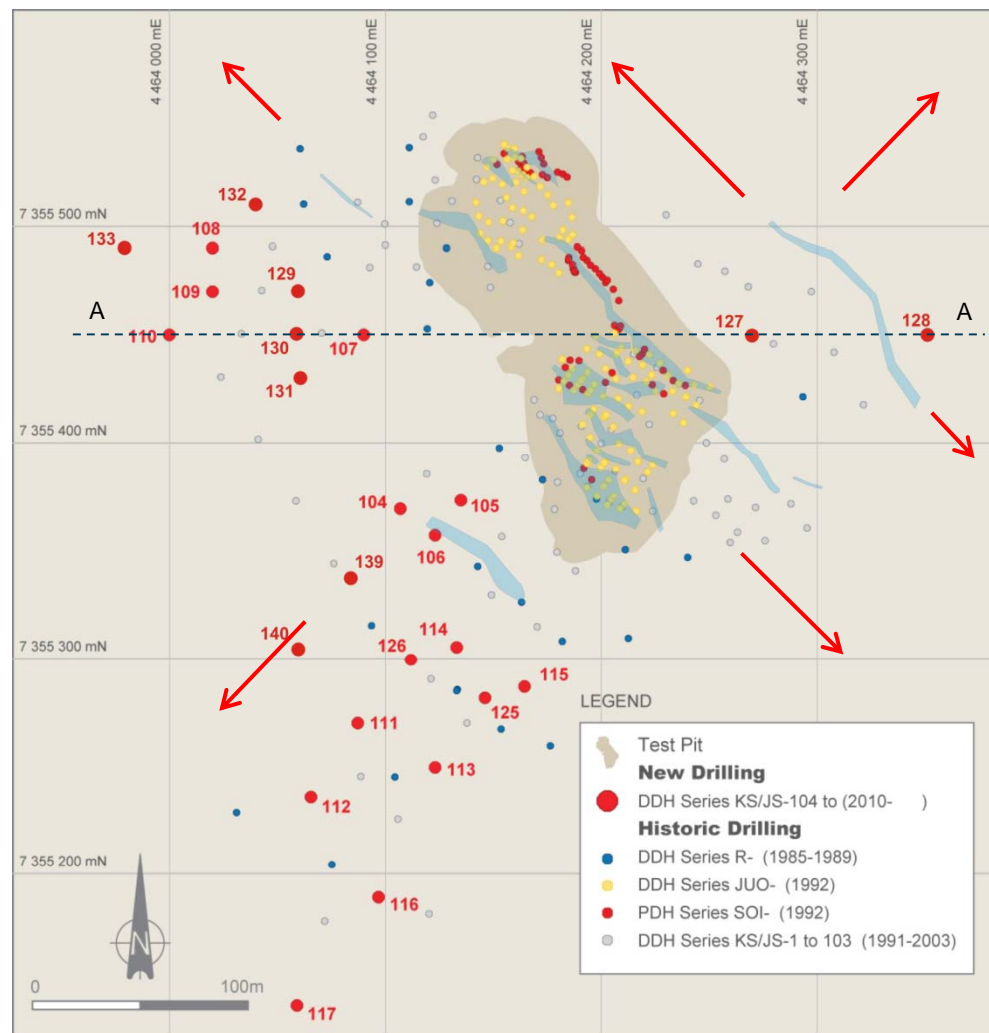 4 464 000 mE
4 464 100 mE
4 464 200 mE
4 464 300 mE
132
7 355 500 mN
133
108
129
109
A
A
110
130
107
127
128
131
7 355 400 mN
104
105
106
139
140
114
7 355 300 mN
126
115
LEGEND
125
111
Test Pit
113
New Drilling
112
DDH Series KS/JS-104 to (2010- )
Historic Drilling
DDH Series R- (1985-1989)
7 355 200 mN
DDH Series JUO- (1992)
116
PDH Series SOI- (1992)
DDH Series KS/JS-1 to 103 (1991-2003)
N
0
100m
117